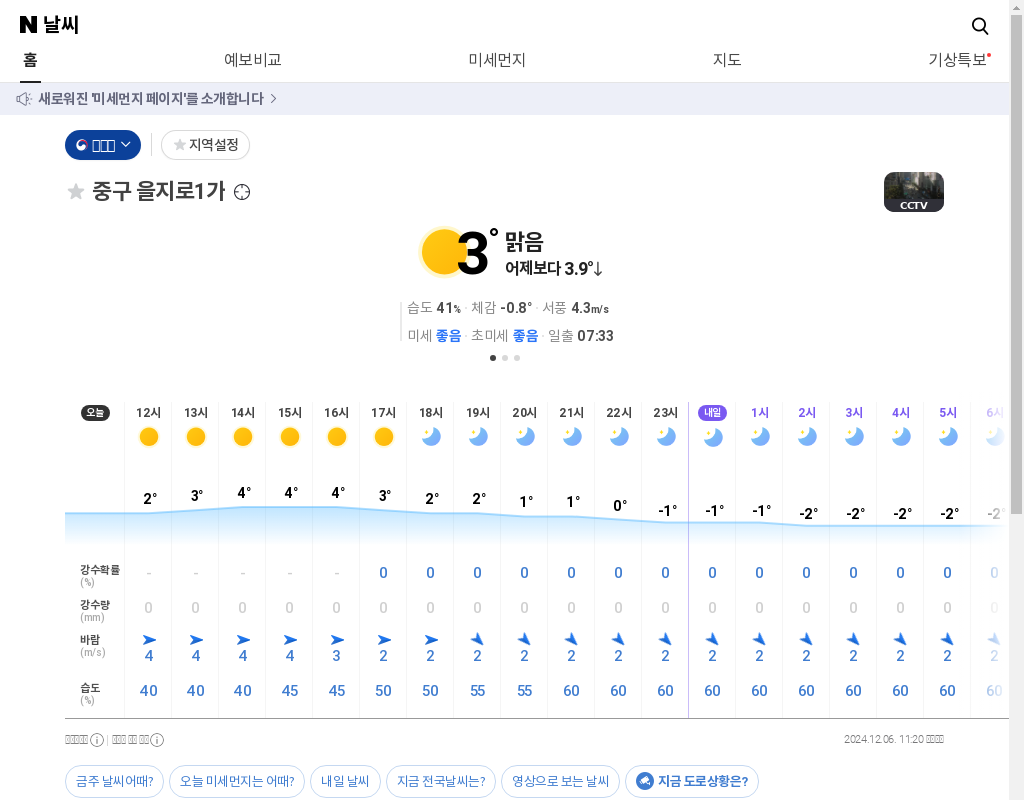 N 날씨
홈 예보비교 미세먼지 지도 기상특보
새로워진 '미세먼지 페이지'를 소개합니다
지역설정
중구 을지로1가
CCTV
3° 맑음
어제보다 3.9°↓
습도 41% · 체감 -0.8° · 서풍 4.3m/s
미세 좋음 · 초미세 좋음 · 일출 07:33
오늘 12시 13시 14시 15시 16시 17시 18시 19시 20시 21시 22시 23시 내일 1시 2시 3시 4시 5시 6시
2° 3° 4° 4° 4° 3° 2° 2° 1° 1° 0° -1° -1° -1° -2° -2° -2° -2° -2°
강수확률 (%) - - - - - 0 0 0 0 0 0 0 0 0 0 0 0 0 0
강수량 (mm) 0 0 0 0 0 0 0 0 0 0 0 0 0 0 0 0 0 0 0
바람 (m/s) 4 4 4 4 3 2 2 2 2 2 2 2 2 2 2 2 2 2 2
습도 (%) 40 40 40 45 45 50 50 55 55 60 60 60 60 60 60 60 60 60 60
2024.12.06. 11:20
금주 날씨어때? 오늘 미세먼지는 어때? 내일 날씨 지금 전국날씨는? 영상으로 보는 날씨 지금 도로상황은?